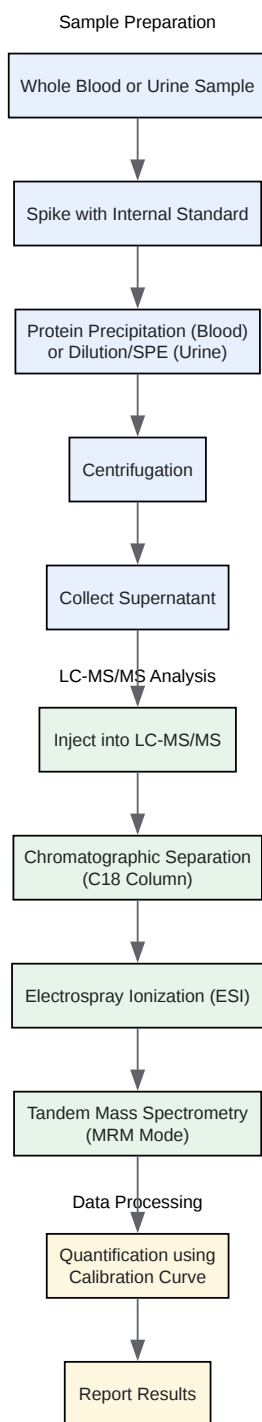 Sample Preparation
Whole Blood or Urine Sample
Spike with Internal Standard
Protein Precipitation (Blood)
or Dilution/SPE (Urine)
Centrifugation
Collect Supernatant
LC-MS/MS Analysis
Inject into LC-MS/MS
Chromatographic Separation
(C18 Column)
Electrospray Ionization (ESI)
Tandem Mass Spectrometry
(MRM Mode)
Data Processing
Quantification using
Calibration Curve
Report Results